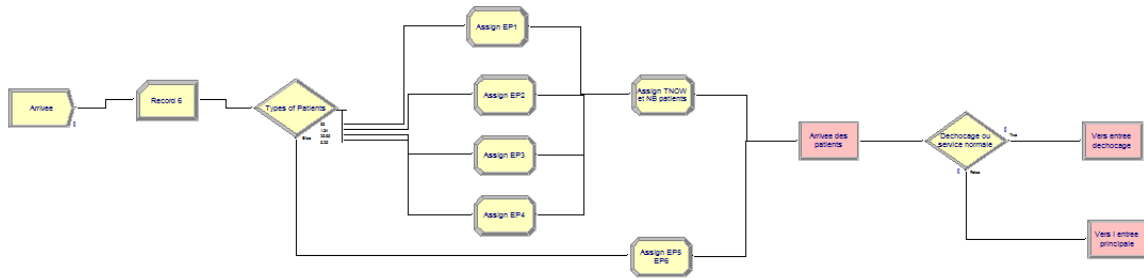 Assign EP1
Arrivee
Record 6
Types of Patients
Assign EP2
Assign TNOW
et NB patients
Else
Assign EP3
Arrivee des
patients
Dechocage ou
service normale
True
False
Vers entree
dechocage
Assign EP4
Vers l entree
principale
Assign EP5
EP6